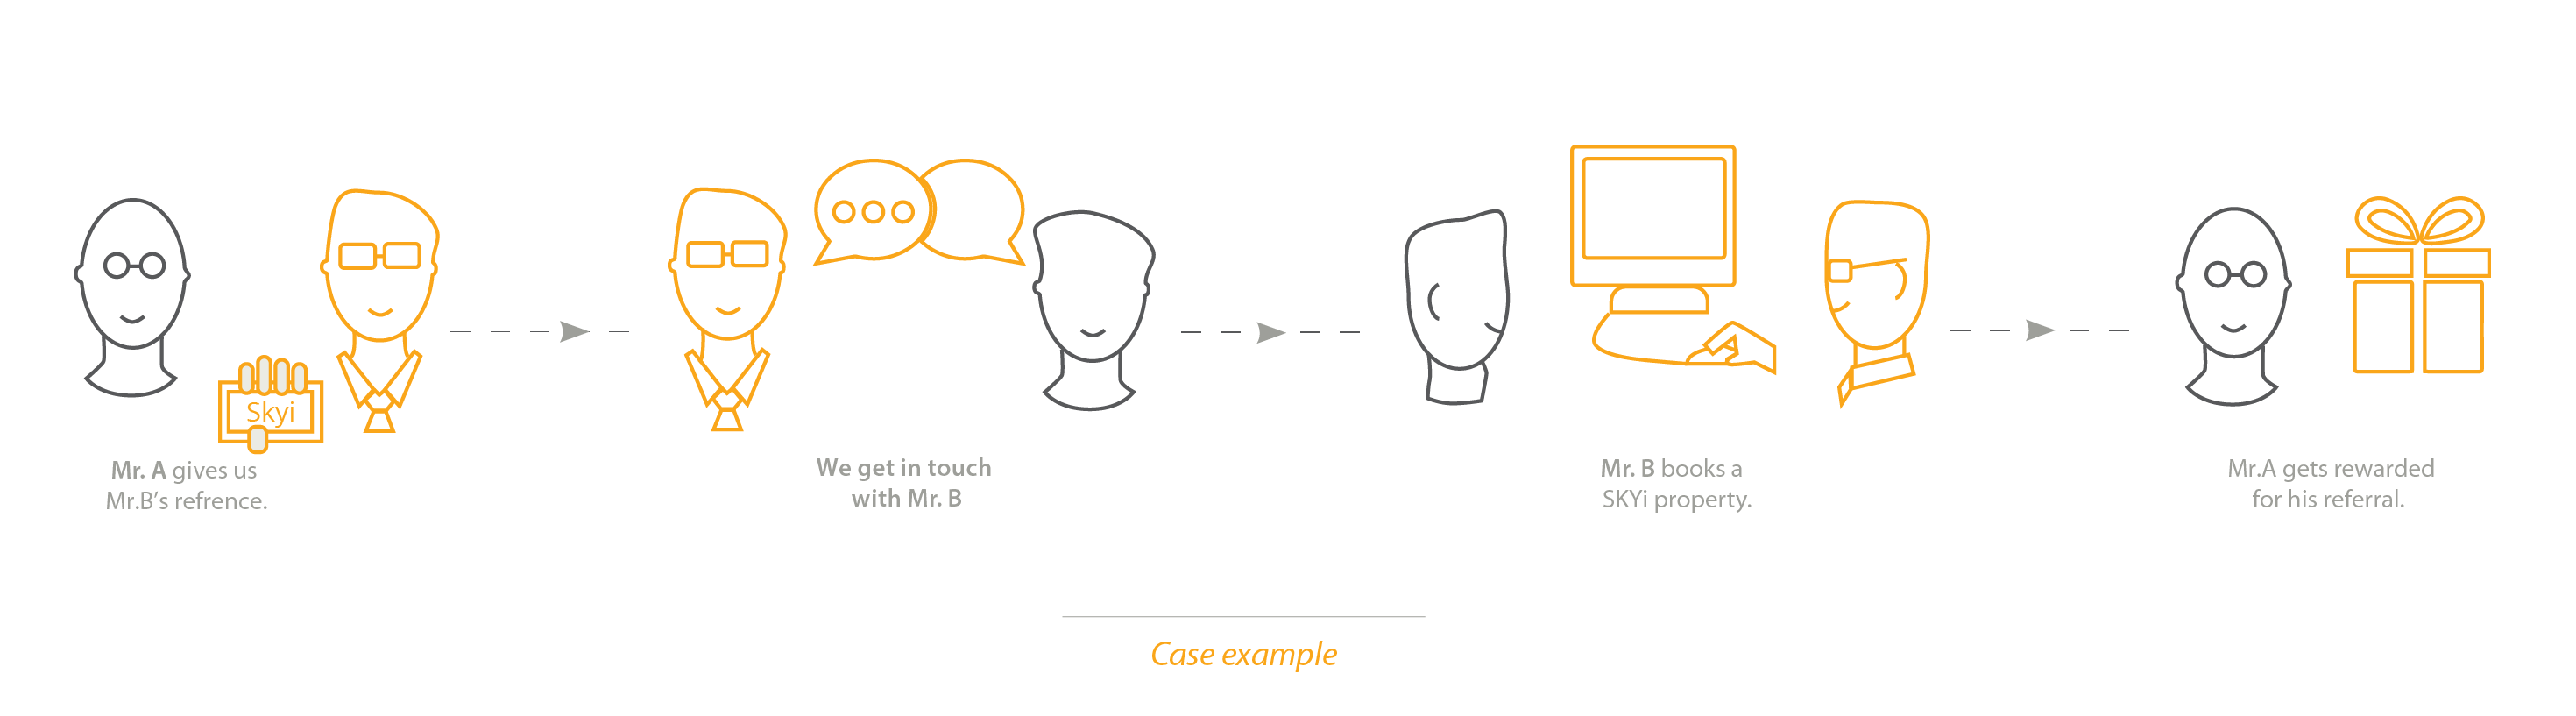 Skyi
Mr. A gives us
Mr.B's refrence.
We get in touch
with Mr. B
Mr. B books a
SKYi property.
Mr.A gets rewarded
for his referral.
Case example